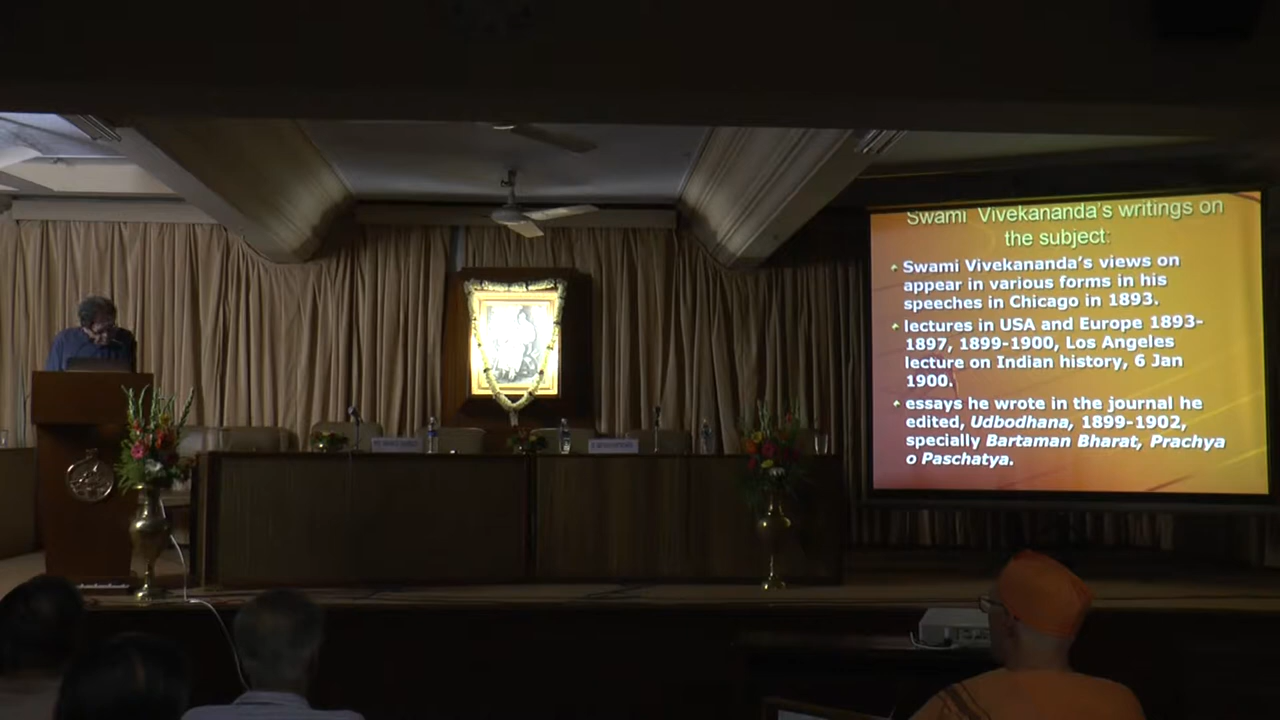 Swami Vivekananda's writings on
the subject:
Swami Vivekananda's views on
appear in various forms in his
speeches in Chicago in 1893.
lectures in USA and Europe 1893-
1897, 1899-1900, Los Angeles
lecture on Indian history, 6 Jan
1900.
essays he wrote in the journal he
edited, Udbodhana, 1899-1902,
specially Bartaman Bharat, Prachya
o Paschatya.